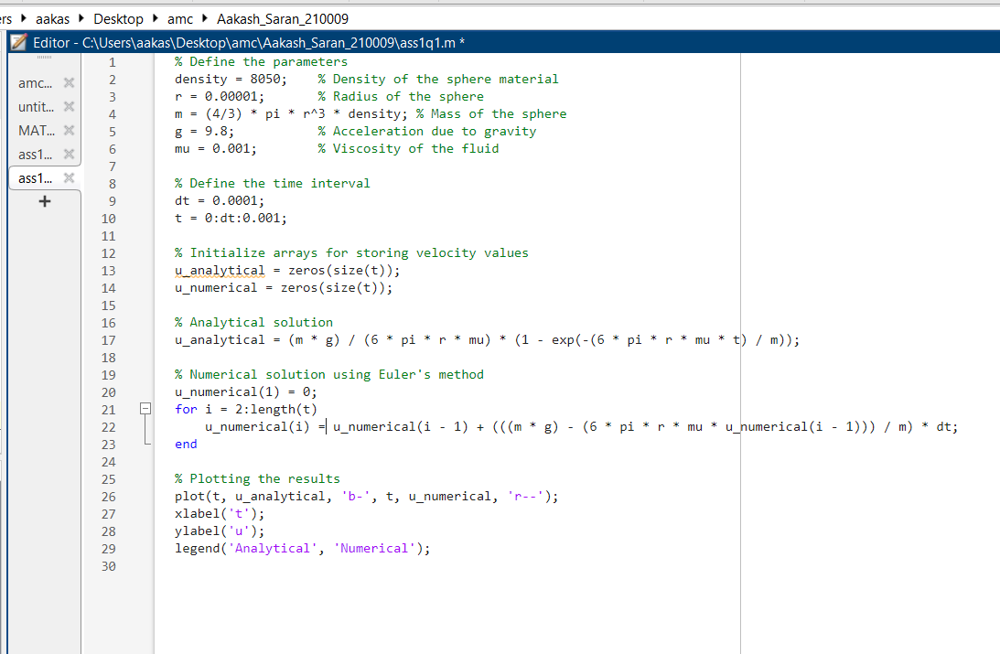 rs ▸ aakas ▸ Desktop ▸ amc ▸ Aakash_Saran_210009
Editor - C:\Users\aakas\Desktop\amc\Aakash_Saran_210009\ass1q1.m *
amc...
untit...
MAT...
ass1...
ass1...
+
1 % Define the parameters
2 density = 8050;    % Density of the sphere material
3 r = 0.00001;       % Radius of the sphere
4 m = (4/3) * pi * r^3 * density; % Mass of the sphere
5 g = 9.8;           % Acceleration due to gravity
6 mu = 0.001;        % Viscosity of the fluid
7
8 % Define the time interval
9 dt = 0.0001;
10 t = 0:dt:0.001;
11
12 % Initialize arrays for storing velocity values
13 u_analytical = zeros(size(t));
14 u_numerical = zeros(size(t));
15
16 % Analytical solution
17 u_analytical = (m * g) / (6 * pi * r * mu) * (1 - exp(-(6 * pi * r * mu * t) / m));
18
19 % Numerical solution using Euler's method
20 u_numerical(1) = 0;
21 for i = 2:length(t)
22     u_numerical(i) = u_numerical(i - 1) + (((m * g) - (6 * pi * r * mu * u_numerical(i - 1))) / m) * dt;
23 end
24
25 % Plotting the results
26 plot(t, u_analytical, 'b-', t, u_numerical, 'r--');
27 xlabel('t');
28 ylabel('u');
29 legend('Analytical', 'Numerical');
30